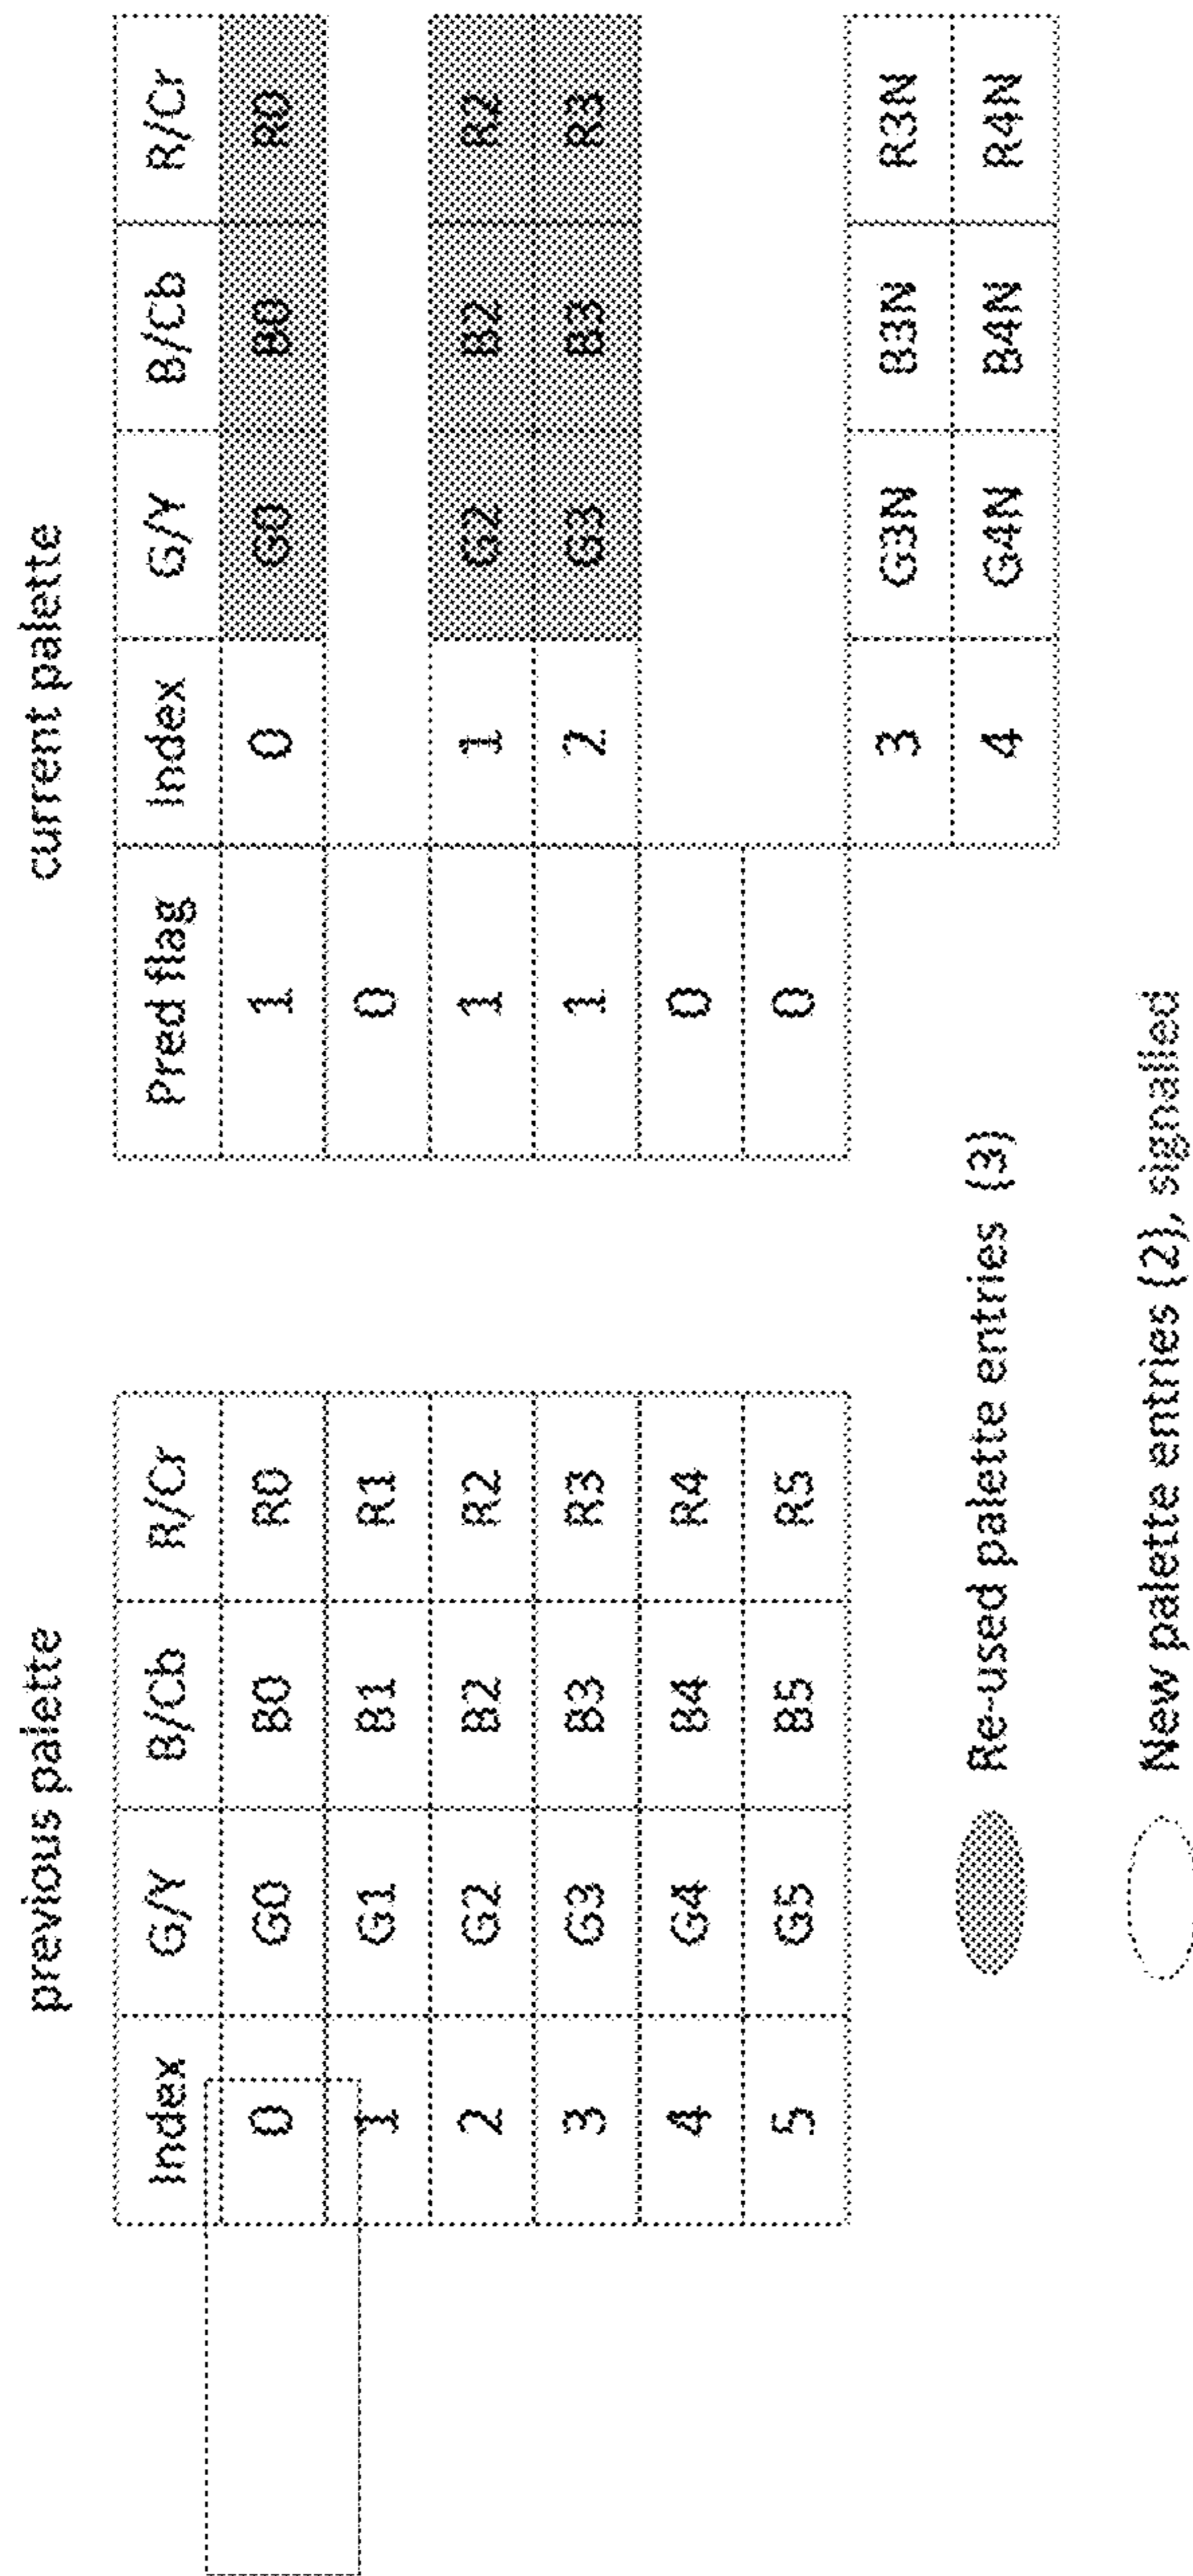 previous palette
Index G/Y B/Cb R/Cr
0 G0 B0 R0
1 G1 B1 R1
2 G2 B2 R2
3 G3 B3 R3
4 G4 B4 R4
5 G5 B5 R5
current palette
Pred flag Index G/Y B/Cb R/Cr
1 0 G0 B0 R0
0
1 1 G2 B2 R2
1 2 G3 B3 R3
0
0
3 G3N B3N R3N
4 G4N B4N R4N
Re-used palette entries (3)
New palette entries (2), signalled